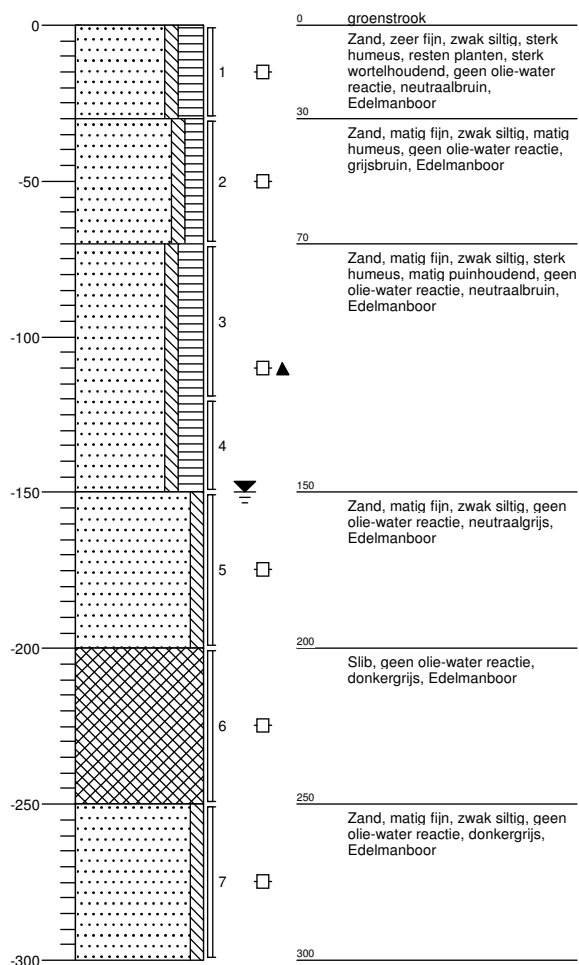 0
-50
-100
-150
-200
-250
-300
1
2
3
4
5
6
7
0 groenstrook
Zand, zeer fijn, zwak siltig, sterk
humeus, resten planten, sterk
wortelhoudend, geen olie-water
reactie, neutraalbruin,
Edelmanboor
30
Zand, matig fijn, zwak siltig, matig
humeus, geen olie-water reactie,
grijsbruin, Edelmanboor
70
Zand, matig fijn, zwak siltig, sterk
humeus, matig puinhoudend, geen
olie-water reactie, neutraalbruin,
Edelmanboor
150
Zand, matig fijn, zwak siltig, geen
olie-water reactie, neutraalgrijs,
Edelmanboor
200
Slib, geen olie-water reactie,
donkergrijs, Edelmanboor
250
Zand, matig fijn, zwak siltig, geen
olie-water reactie, donkergrijs,
Edelmanboor
300